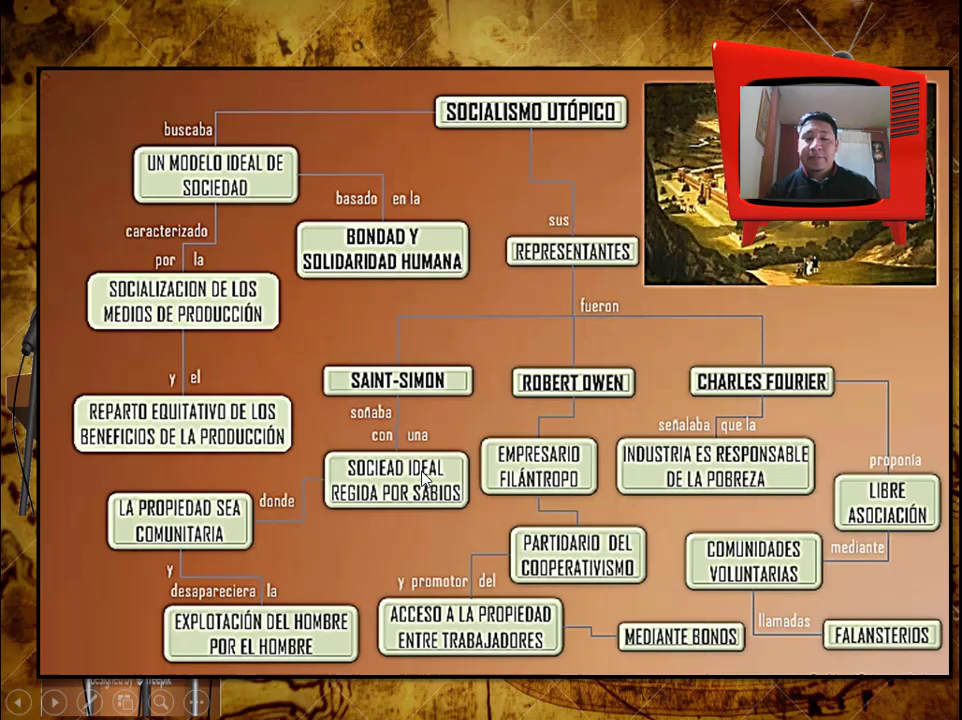 SOCIALISMO UTÓPICO
buscaba
UN MODELO IDEAL DE
SOCIEDAD
basado en la
BONDAD Y
SOLIDARIDAD HUMANA
caracterizado
por la
SOCIALIZACION DE LOS
MEDIOS DE PRODUCCIÓN
y el
REPARTO EQUITATIVO DE LOS
BENEFICIOS DE LA PRODUCCIÓN
sus
REPRESENTANTES
fueron
SAINT-SIMON
soñaba
con una
SOCIEAD IDEAL
REGIDA POR SABIOS
donde
LA PROPIEDAD SEA
COMUNITARIA
y
desapareciera la
EXPLOTACIÓN DEL HOMBRE
POR EL HOMBRE
ROBERT OWEN
EMPRESARIO
FILÁNTROPO
PARTIDARIO DEL
COOPERATIVISMO
y promotor del
ACCESO A LA PROPIEDAD
ENTRE TRABAJADORES
MEDIANTE BONOS
CHARLES FOURIER
señalaba que la
INDUSTRIA ES RESPONSABLE
DE LA POBREZA
proponía
LIBRE
ASOCIACIÓN
mediante
COMUNIDADES
VOLUNTARIAS
llamadas
FALANSTERIOS